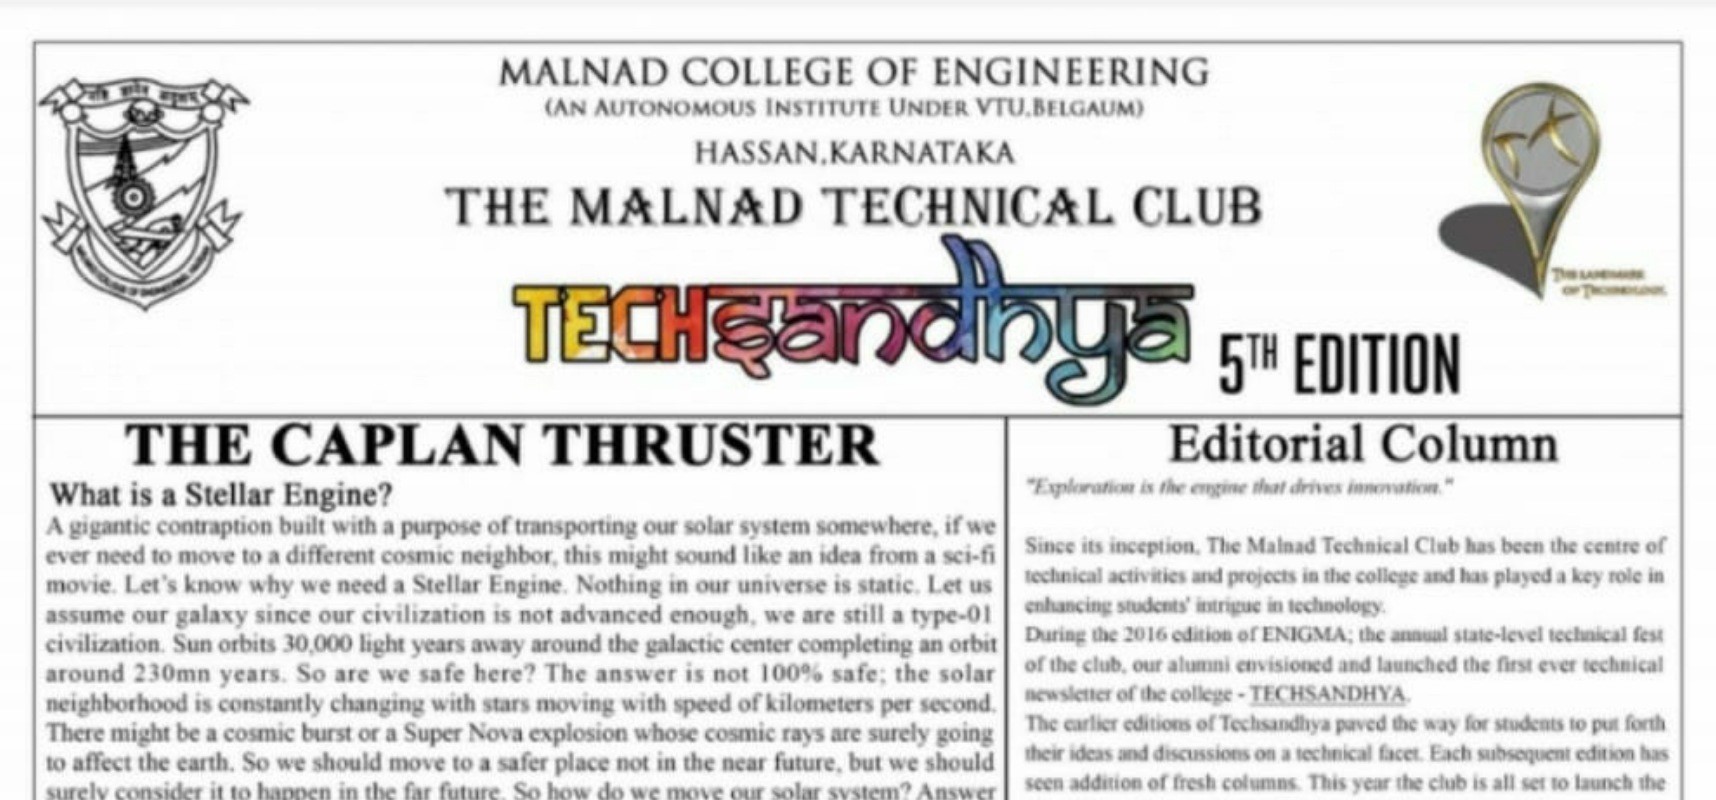 MALNAD COLLEGE OF ENGINEERING
(AN AUTONOMOUS INSTITUTE UNDER VTU,BELGAUM)
HASSAN,KARNATAKA
THE MALNAD TECHNICAL CLUB
TECHsandhya
5TH EDITION
THE LANDMARK
OF TECHNOLOGY.
THE CAPLAN THRUSTER
What is a Stellar Engine?
A gigantic contraption built with a purpose of transporting our solar system somewhere, if we
ever need to move to a different cosmic neighbor, this might sound like an idea from a sci-fi
movie. Let's know why we need a Stellar Engine. Nothing in our universe is static. Let us
assume our galaxy since our civilization is not advanced enough, we are still a type-01
civilization. Sun orbits 30,000 light years away around the galactic center completing an orbit
around 230mn years. So are we safe here? The answer is not 100% safe; the solar
neighborhood is constantly changing with stars moving with speed of kilometers per second.
There might be a cosmic burst or a Super Nova explosion whose cosmic rays are surely going
to affect the earth. So we should move to a safer place not in the near future, but we should
surely consider it to happen in the far future. So how do we move our solar system? Answer
Editorial Column
"Exploration is the engine that drives innovation."
Since its inception, The Malnad Technical Club has been the centre of
technical activities and projects in the college and has played a key role in
enhancing students' intrigue in technology.
During the 2016 edition of ENIGMA; the annual state-level technical fest
of the club, our alumni envisioned and launched the first ever technical
newsletter of the college - TECHSANDHYA.
The earlier editions of Techsandhya paved the way for students to put forth
their ideas and discussions on a technical facet. Each subsequent edition has
seen addition of fresh columns. This year the club is all set to launch the